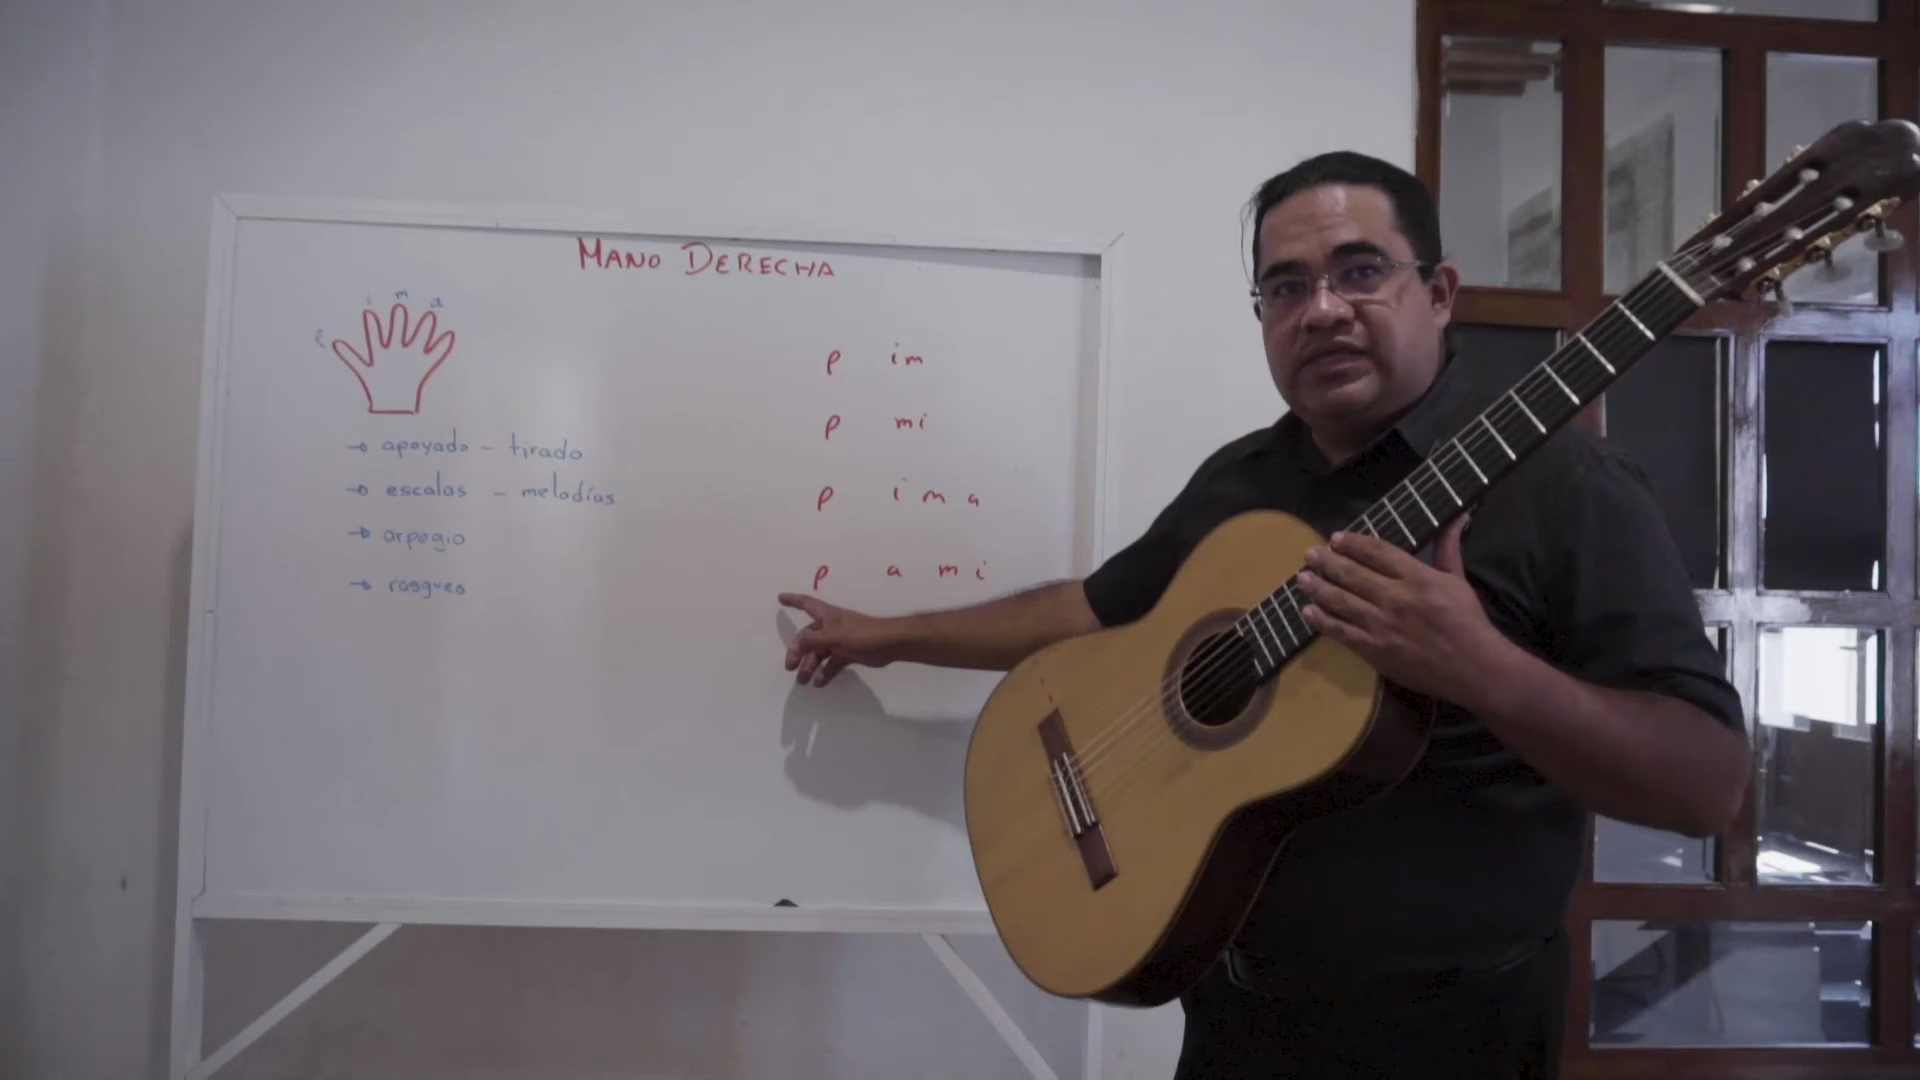 MANO DERECHA
i m a
P
→ apoyado - tirado
→ escalas - melodías
→ arpegio
→ rasgueo
p im
p mi
p i m a
p a m i